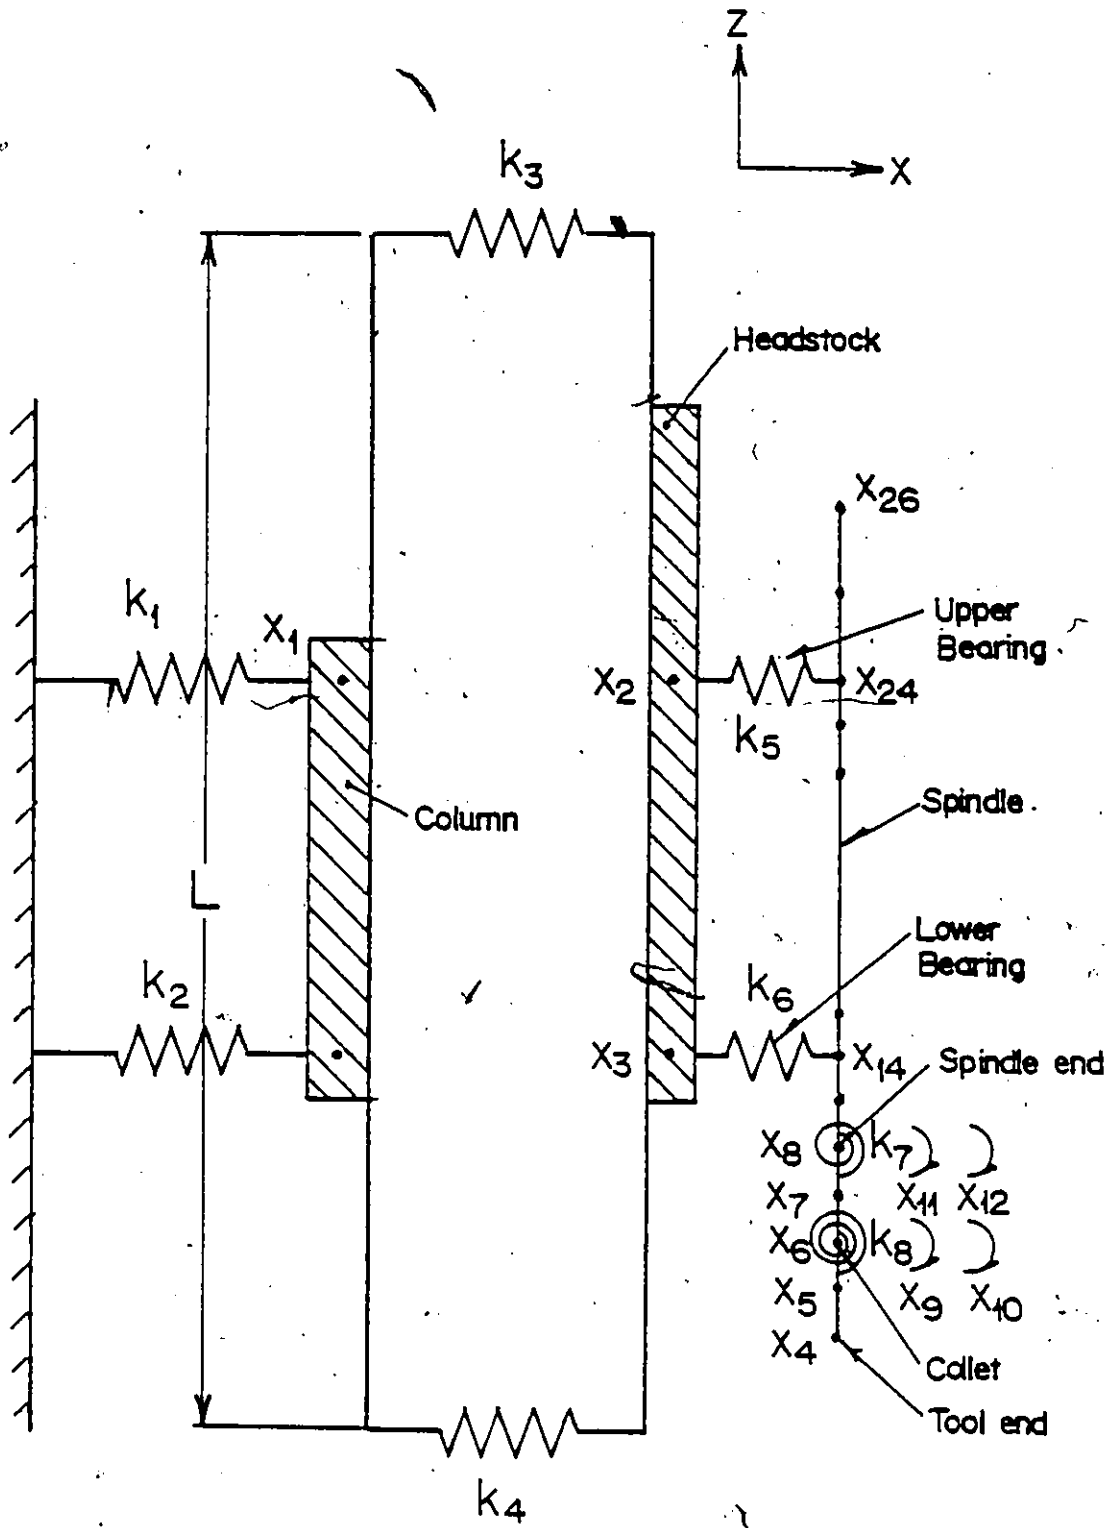 Z
X
k3
Headstock
X26
k1
X1
Upper
Bearing
X2
X24
k5
Column
Spindle
L
Lower
Bearing
k2
k6
X3
X14
Spindle end
X8
k7
X7
X11
X12
X6
k8
X5
X9
X10
X4
Collet
Tool end
k4